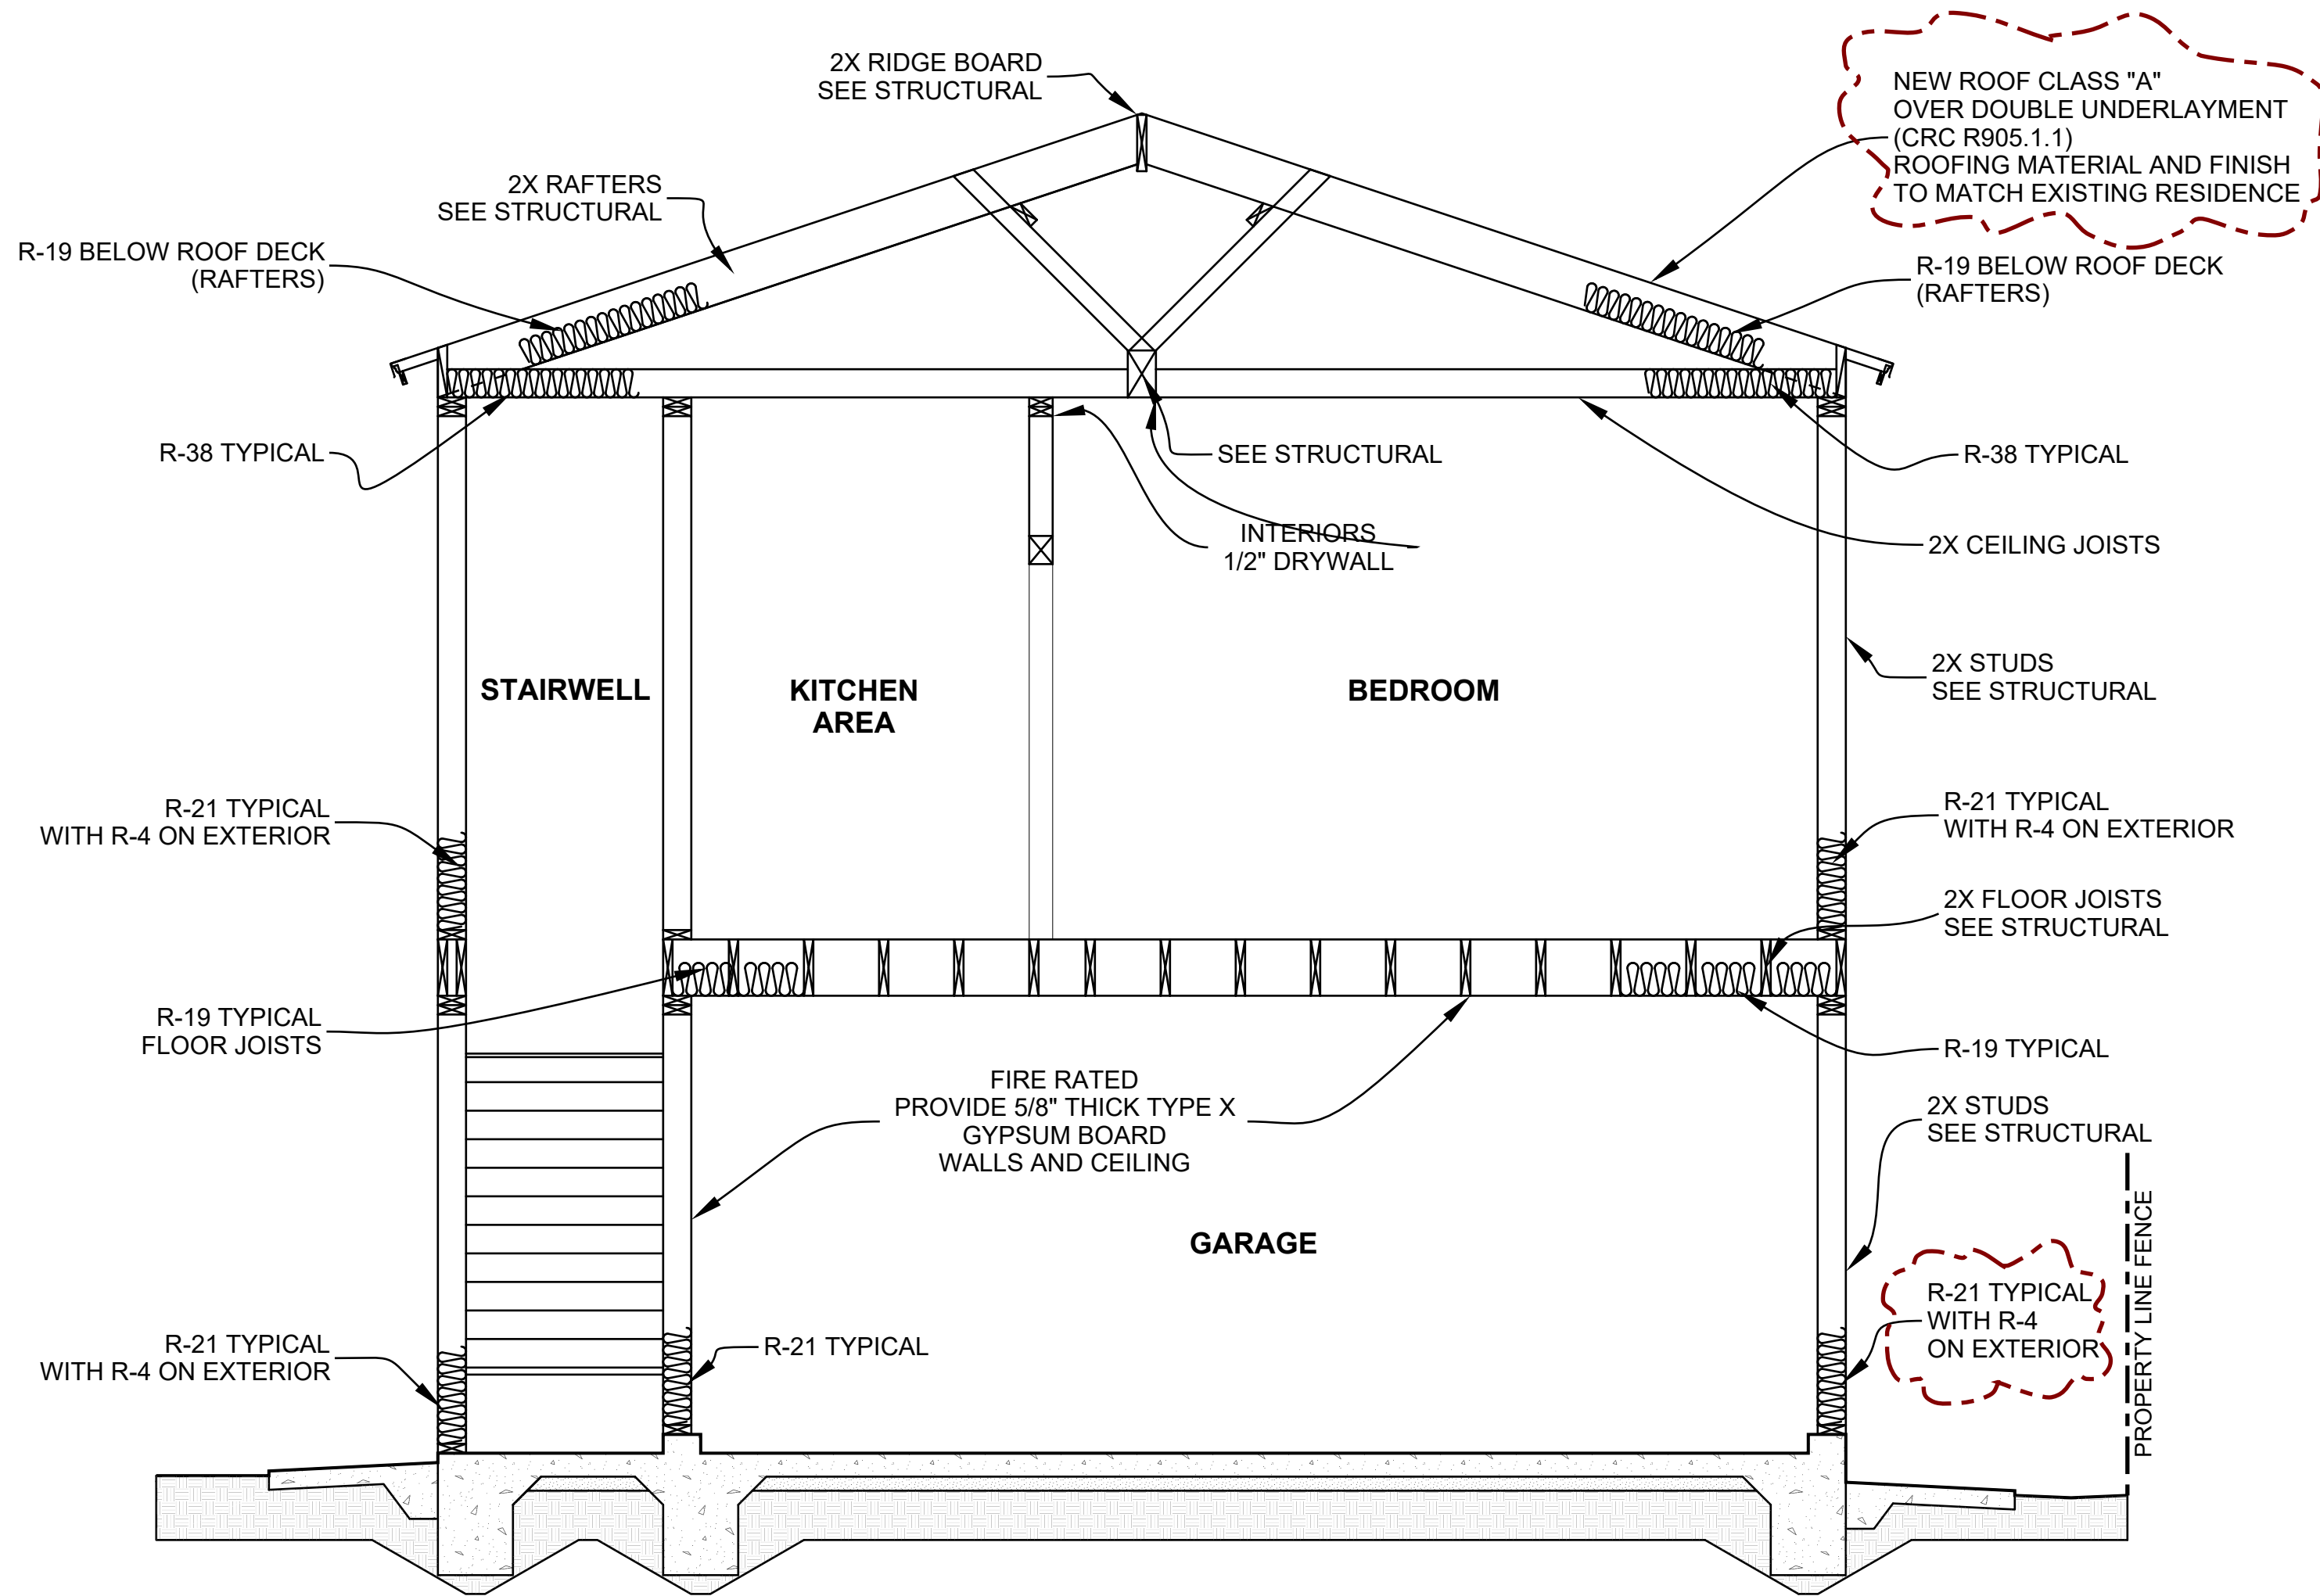 2X RIDGE BOARD
SEE STRUCTURAL
NEW ROOF CLASS "A"
OVER DOUBLE UNDERLAYMENT
(CRC R905.1.1)
ROOFING MATERIAL AND FINISH
TO MATCH EXISTING RESIDENCE
2X RAFTERS
SEE STRUCTURAL
R-19 BELOW ROOF DECK
(RAFTERS)
R-19 BELOW ROOF DECK
(RAFTERS)
R-38 TYPICAL
SEE STRUCTURAL
R-38 TYPICAL
INTERIORS
1/2" DRYWALL
2X CEILING JOISTS
STAIRWELL
KITCHEN
AREA
BEDROOM
2X STUDS
SEE STRUCTURAL
R-21 TYPICAL
WITH R-4 ON EXTERIOR
R-21 TYPICAL
WITH R-4 ON EXTERIOR
2X FLOOR JOISTS
SEE STRUCTURAL
R-19 TYPICAL
FLOOR JOISTS
R-19 TYPICAL
FIRE RATED
PROVIDE 5/8" THICK TYPE X
GYPSUM BOARD
WALLS AND CEILING
2X STUDS
SEE STRUCTURAL
GARAGE
PROPERTY LINE FENCE
R-21 TYPICAL
WITH R-4
ON EXTERIOR
R-21 TYPICAL
WITH R-4 ON EXTERIOR
R-21 TYPICAL